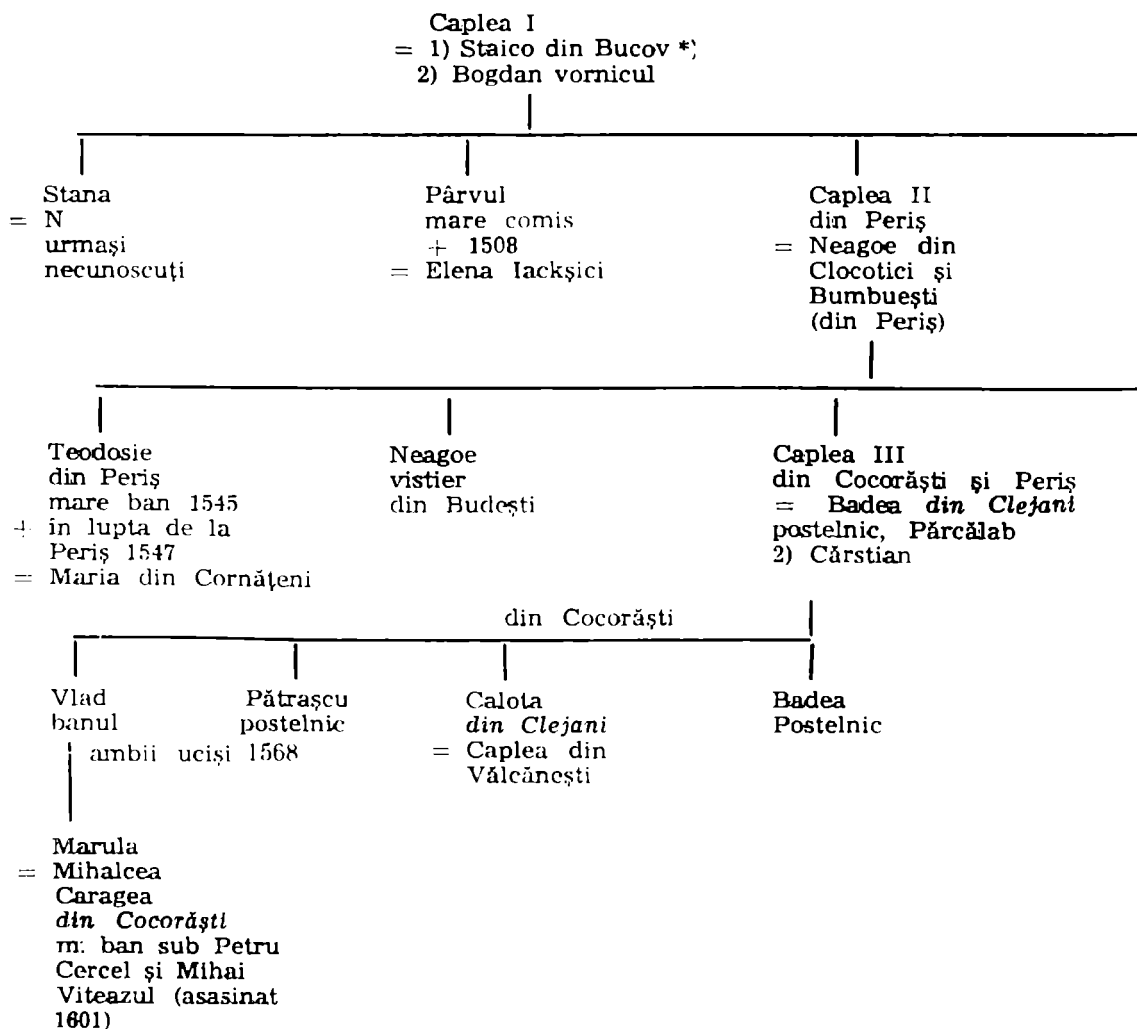 Caplea I
= 1) Staico din Bucov *)
2) Bogdan vornicul
Stana
= N
urmași
necunoscuți
Pârvul
mare comis
+ 1508
= Elena Iackșici
Caplea II
din Periș
= Neagoe din
Clocotici și
Bumbuești
(din Periș)
Teodosie
din Periș
mare ban 1545
+ în lupta de la
Periș 1547
= Maria din Cornățeni
Neagoe
vistier
din Budești
Caplea III
din Cocorăști și Periș
= Badea din Clejani
postelnic, Părcălab
2) Cârstian
din Cocorăști
Vlad
banul
Pătrașcu
postelnic
ambii uciși 1568
Calota
din Clejani
= Caplea din
Vâlcănești
Badea
Postelnic
Marula
= Mihalcea
Caragea
din Cocorăști
m: ban sub Petru
Cercel și Mihai
Viteazul (asasinat
1601)